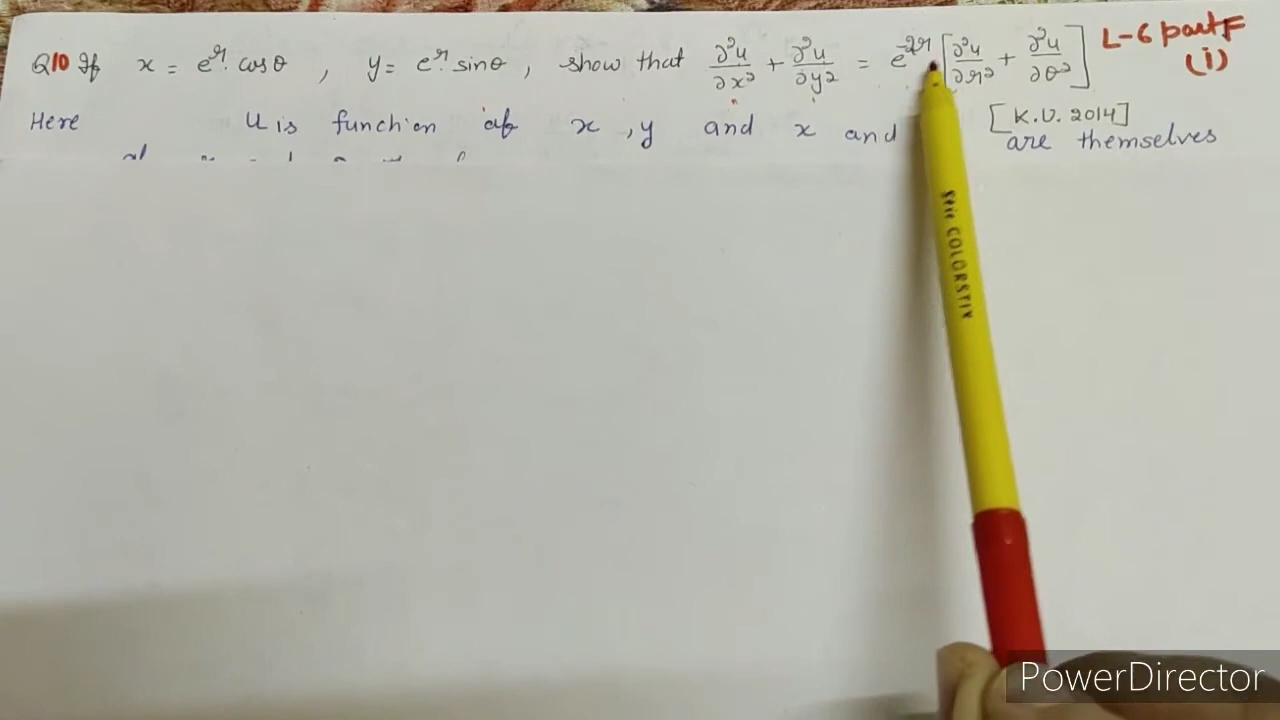 Q10 If x = e^r. cosθ , y = e^r. sinθ , show that ∂²u/∂x² + ∂²u/∂y² = e^-2r [∂²u/∂r² + ∂²u/∂θ²]
L-6 part F
(i)
[K.U. 2014]
Here u is function of x , y and x and are themselves
Stic COLORSTIX
PowerDirector